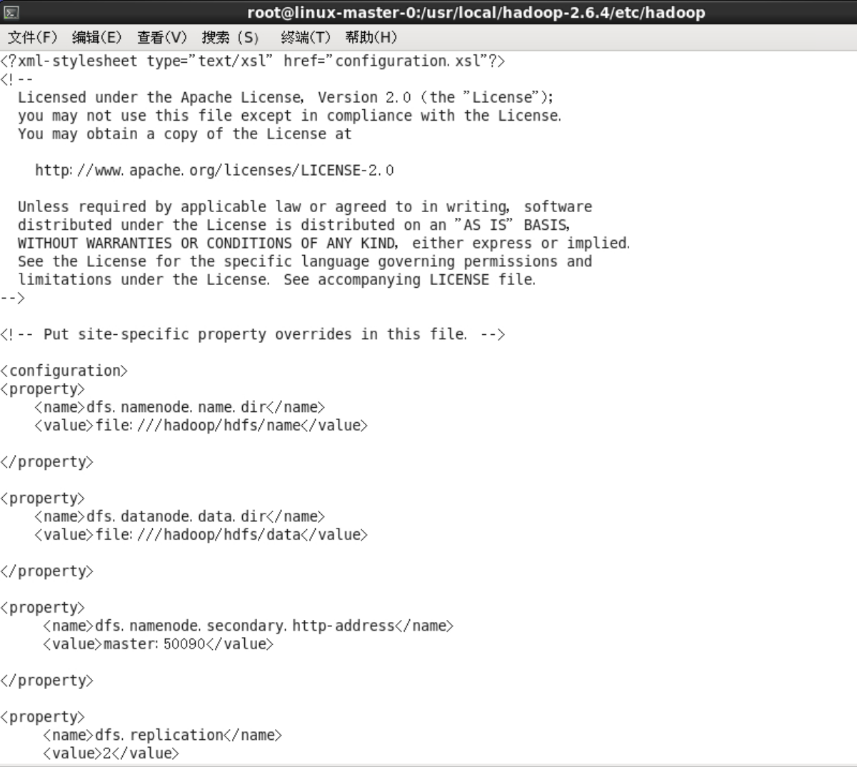 root@linux-master-0:/usr/local/hadoop-2.6.4/etc/hadoop
文件(F) 编辑(E) 查看(V) 搜索 (S) 终端(T) 帮助(H)
<?xml-stylesheet type="text/xsl" href="configuration.xsl"?>
<!--
  Licensed under the Apache License, Version 2.0 (the "License");
  you may not use this file except in compliance with the License.
  You may obtain a copy of the License at

    http://www.apache.org/licenses/LICENSE-2.0

  Unless required by applicable law or agreed to in writing, software
  distributed under the License is distributed on an "AS IS" BASIS,
  WITHOUT WARRANTIES OR CONDITIONS OF ANY KIND, either express or implied.
  See the License for the specific language governing permissions and
  limitations under the License. See accompanying LICENSE file.
-->

<!-- Put site-specific property overrides in this file. -->

<configuration>
<property>
    <name>dfs.namenode.name.dir</name>
    <value>file:///hadoop/hdfs/name</value>

</property>

<property>
    <name>dfs.datanode.data.dir</name>
    <value>file:///hadoop/hdfs/data</value>

</property>

<property>
     <name>dfs.namenode.secondary.http-address</name>
     <value>master:50090</value>

</property>

<property>
     <name>dfs.replication</name>
     <value>2</value>